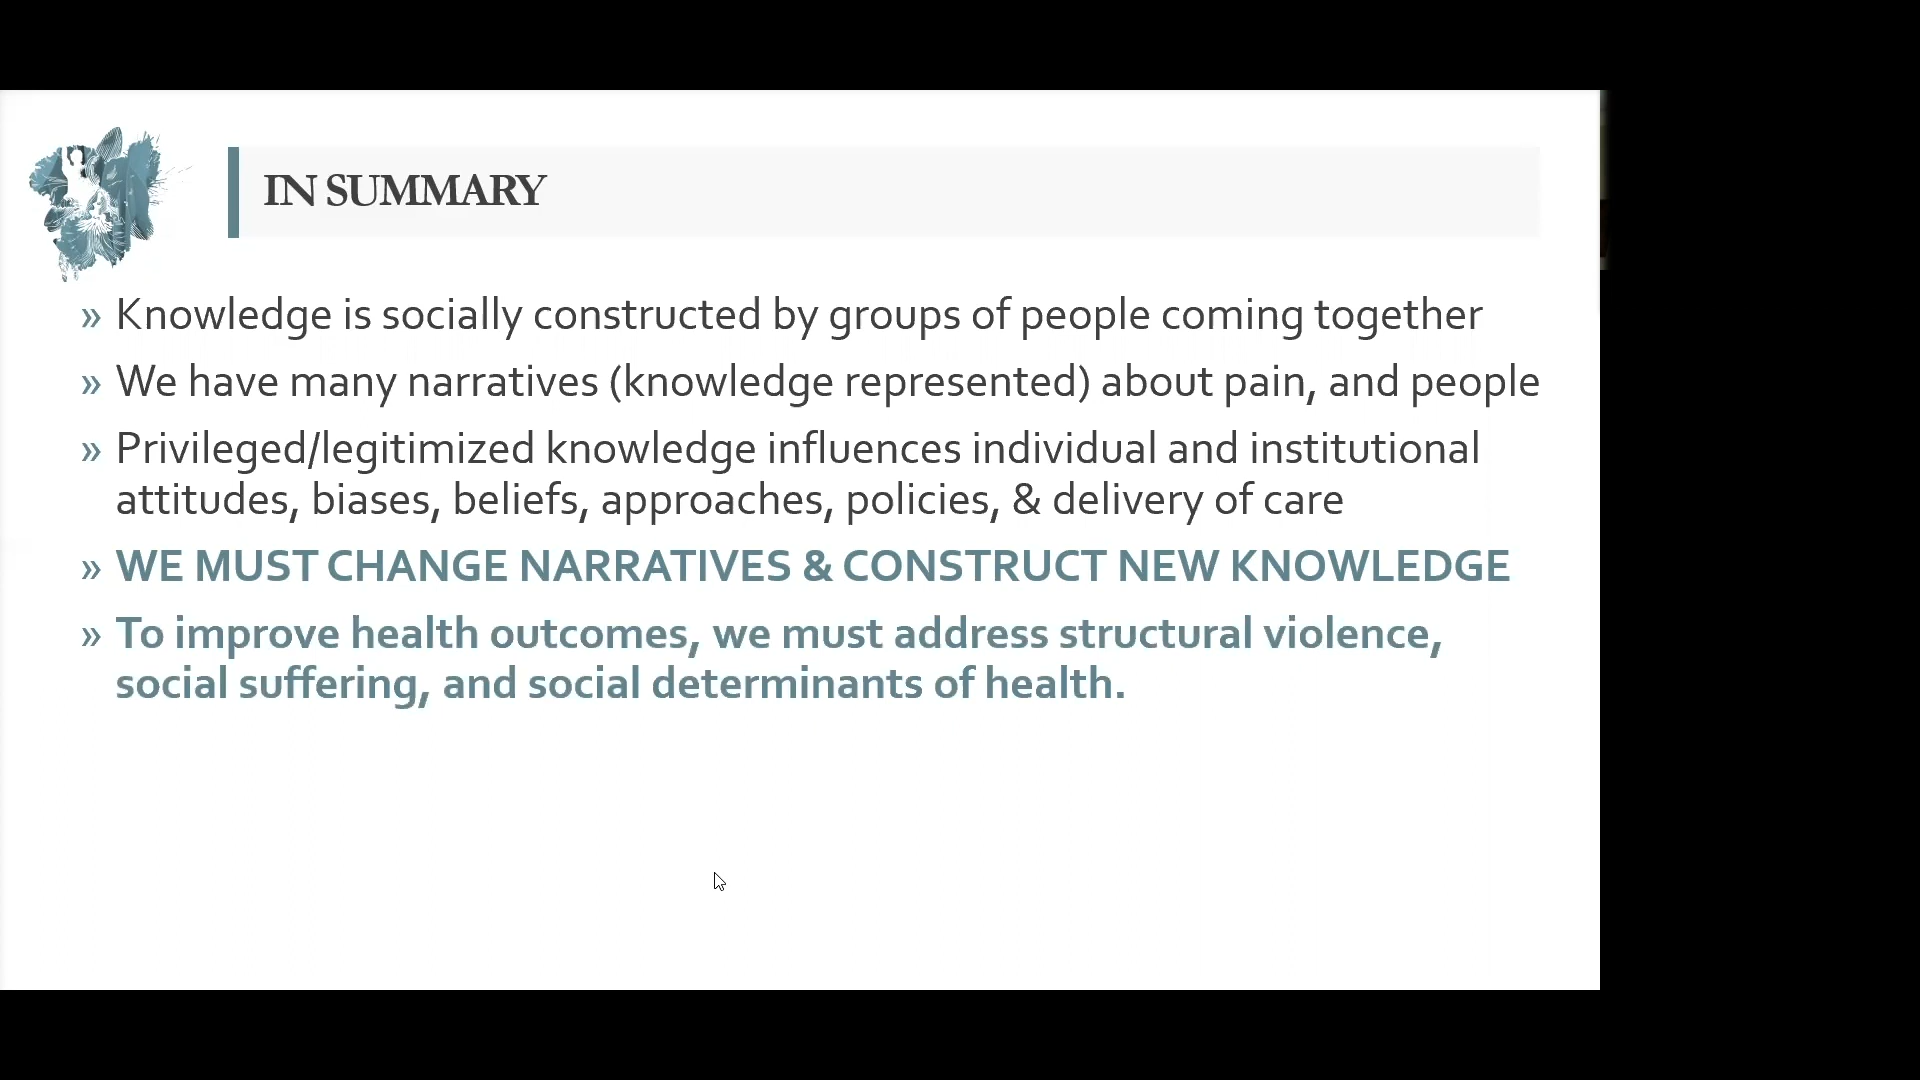 IN SUMMARY
» Knowledge is socially constructed by groups of people coming together
» We have many narratives (knowledge represented) about pain, and people
» Privileged/legitimized knowledge influences individual and institutional
attitudes, biases, beliefs, approaches, policies, & delivery of care
» WE MUST CHANGE NARRATIVES & CONSTRUCT NEW KNOWLEDGE
» To improve health outcomes, we must address structural violence,
social suffering, and social determinants of health.